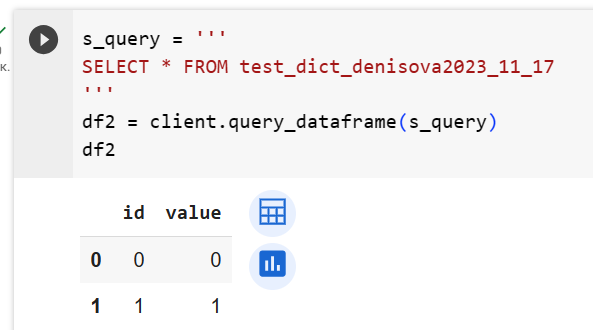 s_query = '''
SELECT * FROM test_dict_denisova2023_11_17
'''
df2 = client.query_dataframe(s_query)
df2
к.
id value
0 0 0
1 1 1